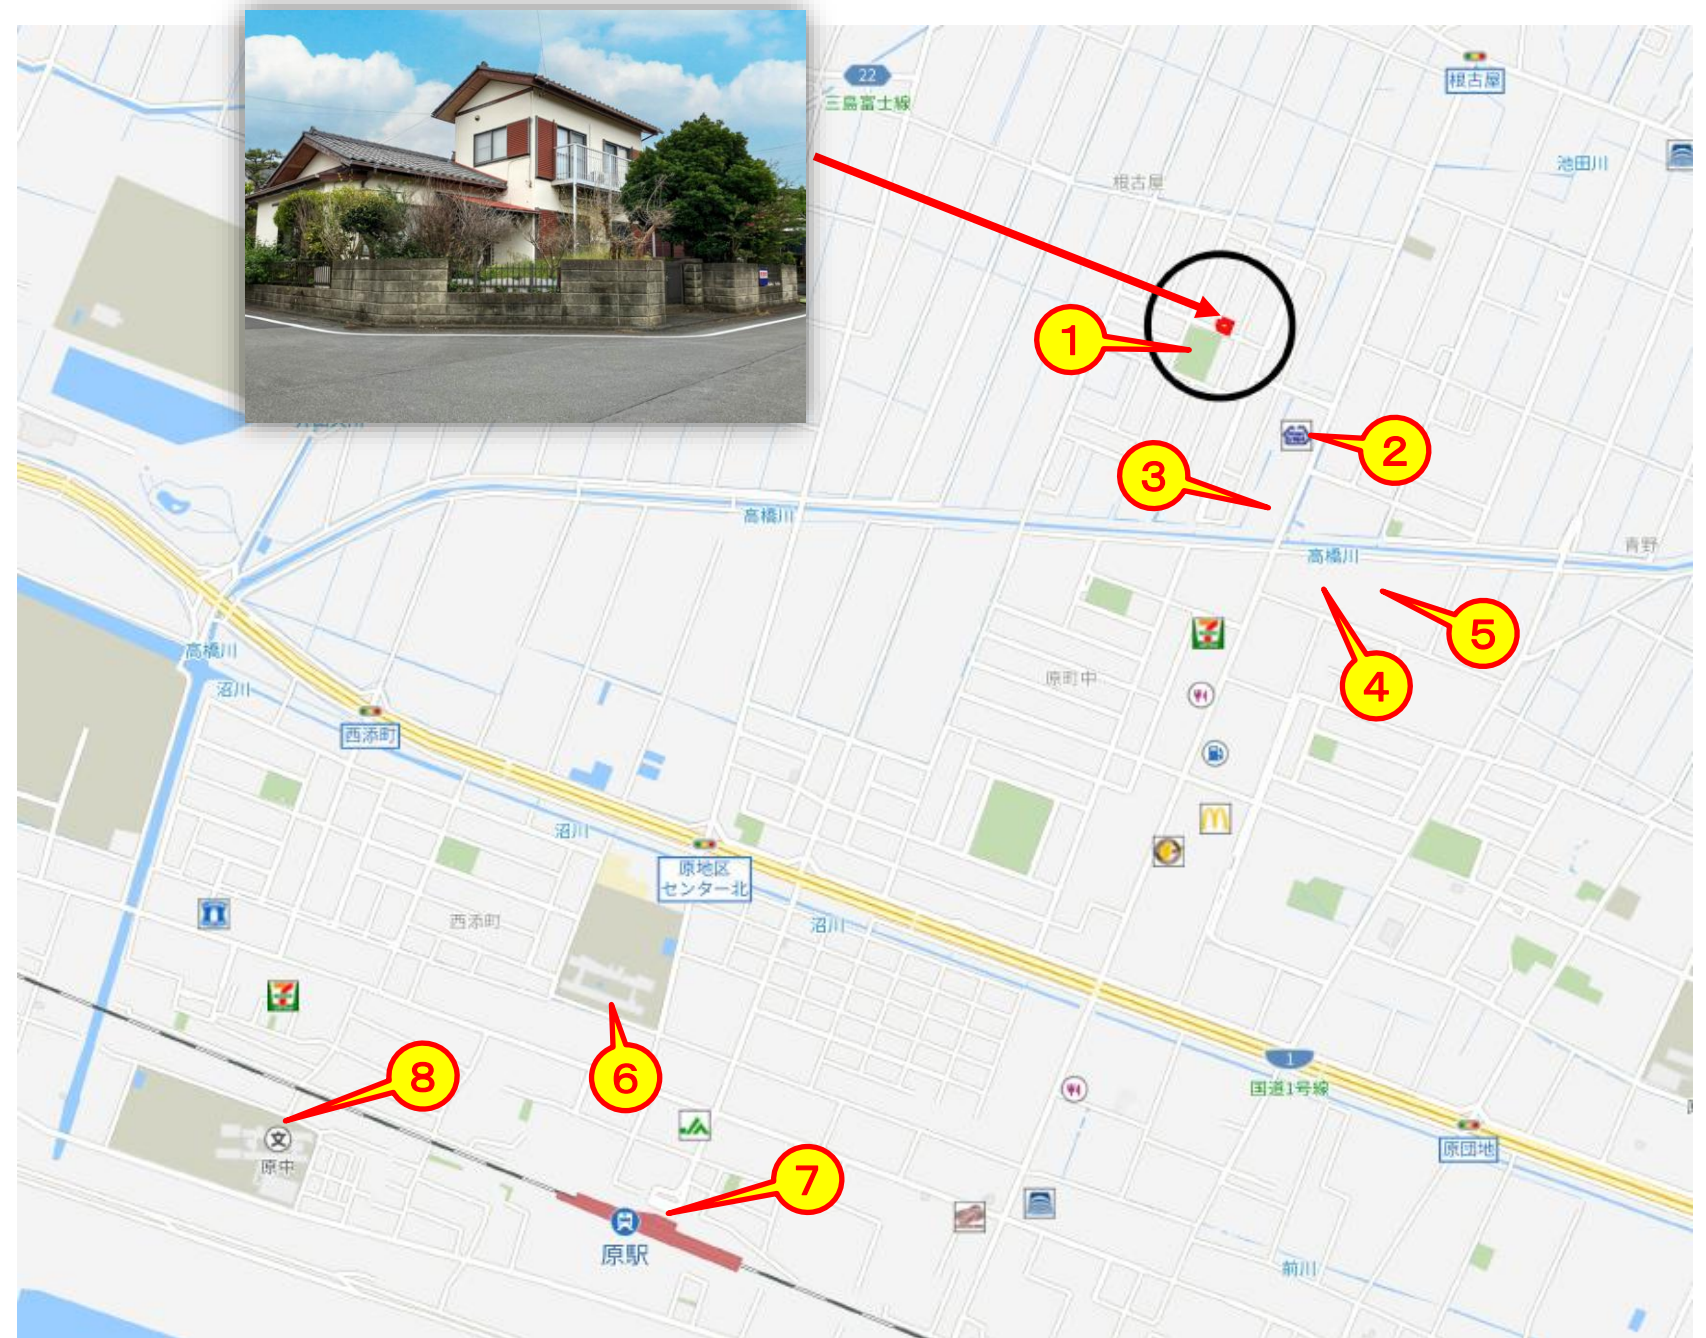 22
三島富士線
根古屋
池田川
根古屋
1
2
3
高橋川
高橋川
青野
5
4
7
原町中
高橋川
沼川
西添町
沼川
原地区
センター北
西添町
沼川
7
1
国道1号線
8
6
原中
原団地
7
原駅
前川